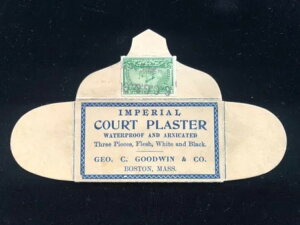 IMPERIAL
COURT PLASTER
WATERPROOF AND ARNICATED
Three Pieces, Flesh, White and Black.
GEO. C. GOODWIN & CO.
BOSTON, MASS.